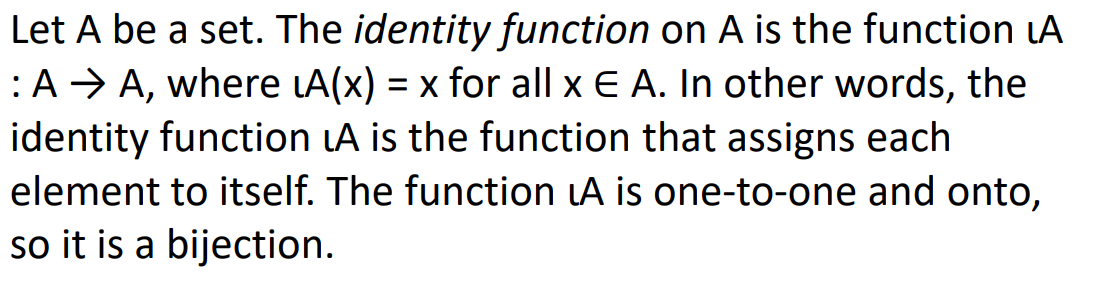 Let A be a set. The identity function on A is the function ιA
: A → A, where ιA(x) = x for all x ∈ A. In other words, the
identity function ιA is the function that assigns each
element to itself. The function ιA is one-to-one and onto,
so it is a bijection.